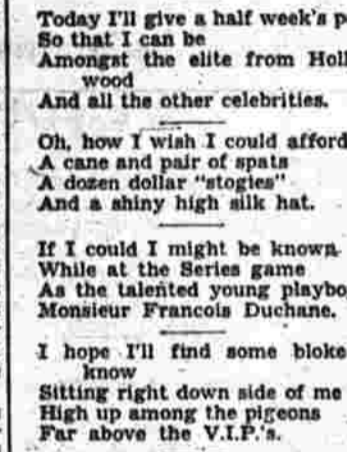 Today I'll give a half week's p
So that I can be
Amongst the elite from Holl
wood
And all the other celebrities.
Oh, how I wish I could afford
A cane and pair of spats
A dozen dollar "stogies"
And a shiny high silk hat.
If I could I might be known
While at the Series game
As the talented young playbo
Monsieur Francois Duchane.
I hope I'll find some bloke
know
Sitting right down side of me
High up among the pigeons
Far above the V.I.P.'s.